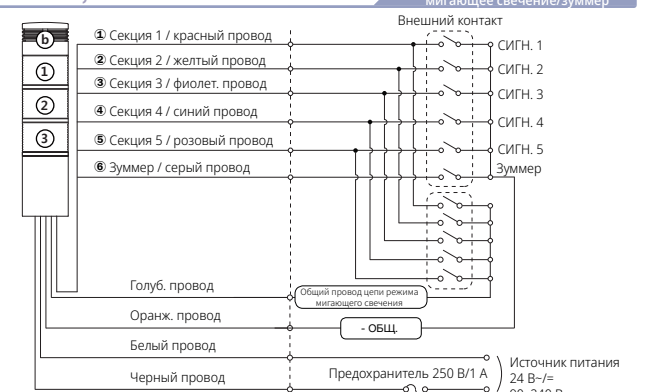 мигающее свечение/зуммер
Внешний контакт
b
1
2
3
① Секция 1 / красный провод
② Секция 2 / желтый провод
③ Секция 3 / фиолет. провод
④ Секция 4 / синий провод
⑤ Секция 5 / розовый провод
⑥ Зуммер / серый провод
СИГН. 1
СИГН. 2
СИГН. 3
СИГН. 4
СИГН. 5
Зуммер
Голуб. провод
Общий провод цепи режима
мигающего свечения
Оранж. провод
- ОБЩ.
Белый провод
Черный провод
Предохранитель 250 В/1 А
Источник питания
24 В~/=